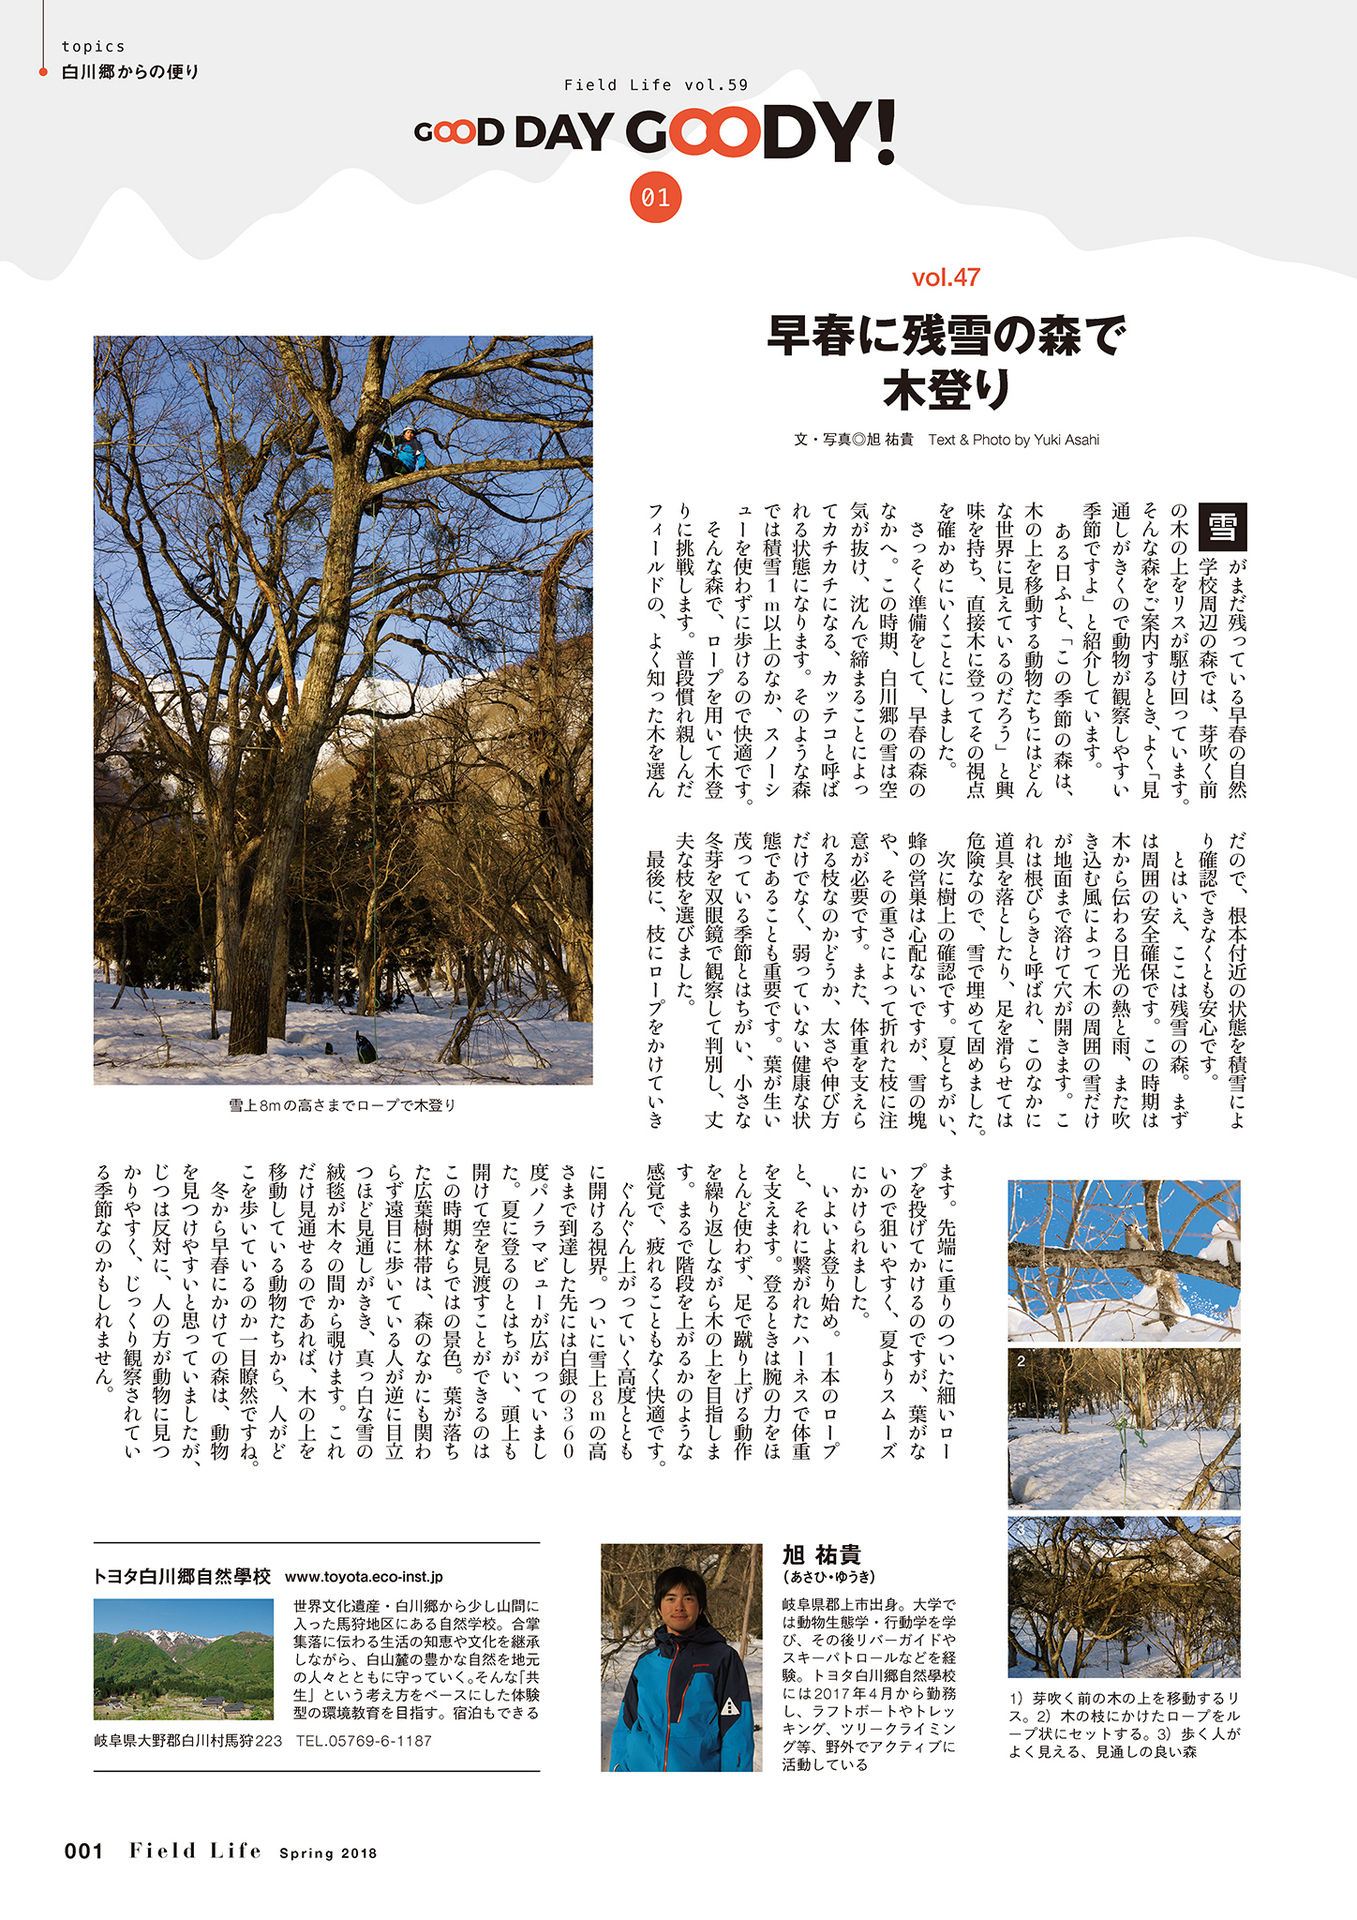 topics
白川郷からの便り
Field Life vol.59
GOOD DAY GOODY!
01
vol.47
早春に残雪の森で
木登り
文・写真◎旭 祐貴　Text & Photo by Yuki Asahi
雪
がまだ残っている早春の自然
学校周辺の森では、芽吹く前
の木の上をリスが駆け回っています。
そんな森をご案内するとき、よく「見
通しがきくので動物が観察しやすい
季節ですよ」と紹介しています。
ある日ふと、「この季節の森は、
木の上を移動する動物たちにはどん
な世界に見えているのだろう」と興
味を持ち、直接木に登ってその視点
を確かめにいくことにしました。
さっそく準備をして、早春の森の
なかへ。この時期、白川郷の雪は空
気が抜け、沈んで締まることによっ
てカチカチになる、カッテコと呼ば
れる状態になります。そのような森
では積雪1m以上のなか、スノーシ
ューを使わずに歩けるので快適です。
そんな森で、ロープを用いて木登
りに挑戦します。普段慣れ親しんだ
フィールドの、よく知った木を選ん
だので、根本付近の状態を積雪によ
り確認できなくとも安心です。
とはいえ、ここは残雪の森。まず
は周囲の安全確保です。この時期は
木から伝わる日光の熱と雨、また吹
き込む風によって木の周囲の雪だけ
が地面まで溶けて穴が開きます。こ
れは根びらきと呼ばれ、このなかに
道具を落としたり、足を滑らせては
危険なので、雪で埋めて固めました。
次に樹上の確認です。夏とちがい、
蜂の営巣は心配ないですが、雪の塊
や、その重さによって折れた枝に注
意が必要です。また、体重を支えら
れる枝なのかどうか、太さや伸び方
だけでなく、弱っていない健康な状
態であることも重要です。葉が生い
茂っている季節とはちがい、小さな
冬芽を双眼鏡で観察して判別し、丈
夫な枝を選びました。
最後に、枝にロープをかけていき
ます。先端に重りのついた細いロー
プを投げてかけるのですが、葉がな
いので狙いやすく、夏よりスムーズ
にかけられました。
いよいよ登り始め。1本のロープ
と、それに繋がれたハーネスで体重
を支えます。登るときは腕の力をほ
とんど使わず、足で蹴り上げる動作
を繰り返しながら木の上を目指しま
す。まるで階段を上がるかのような
感覚で、疲れることもなく快適です。
ぐんぐん上がっていく高度ととも
に開ける視界。ついに雪上8mの高
さまで到達した先には白銀の360
度パノラマビューが広がっていまし
た。夏に登るのとはちがい、頭上も
開けて空を見渡すことができるのは
この時期ならではの景色。葉が落ち
た広葉樹林帯は、森のなかにも関わ
らず遠目に歩いている人が逆に目立
つほど見通しがきき、真っ白な雪の
絨毯が木々の間から覗けます。これ
だけ見通せるのであれば、木の上を
移動している動物たちから、人がど
こを歩いているのか一目瞭然ですね。
冬から早春にかけての森は、動物
を見つけやすいと思っていましたが、
じつは反対に、人の方が動物に見つ
かりやすく、じっくり観察されてい
る季節なのかもしれません。
雪上8mの高さまでロープで木登り
1
2
3
1）芽吹く前の木の上を移動するリ
ス。2）木の枝にかけたロープをル
ープ状にセットする。3）歩く人が
よく見える、見通しの良い森
旭 祐貴
（あさひ・ゆうき）
岐阜県郡上市出身。大学で
は動物生態学・行動学を学
び、その後リバーガイドや
スキーパトロールなどを経
験。トヨタ白川郷自然學校
には2017年4月から勤務
し、ラフトボートやトレッ
キング、ツリークライミン
グ等、野外でアクティブに
活動している
トヨタ白川郷自然學校　www.toyota.eco-inst.jp
世界文化遺産・白川郷から少し山間に
入った馬狩地区にある自然学校。合掌
集落に伝わる生活の知恵や文化を継承
しながら、白山麓の豊かな自然を地元
の人々とともに守っていく。そんな「共
生」という考え方をベースにした体験
型の環境教育を目指す。宿泊もできる
岐阜県大野郡白川村馬狩223　TEL.05769-6-1187
001 Field Life Spring 2018